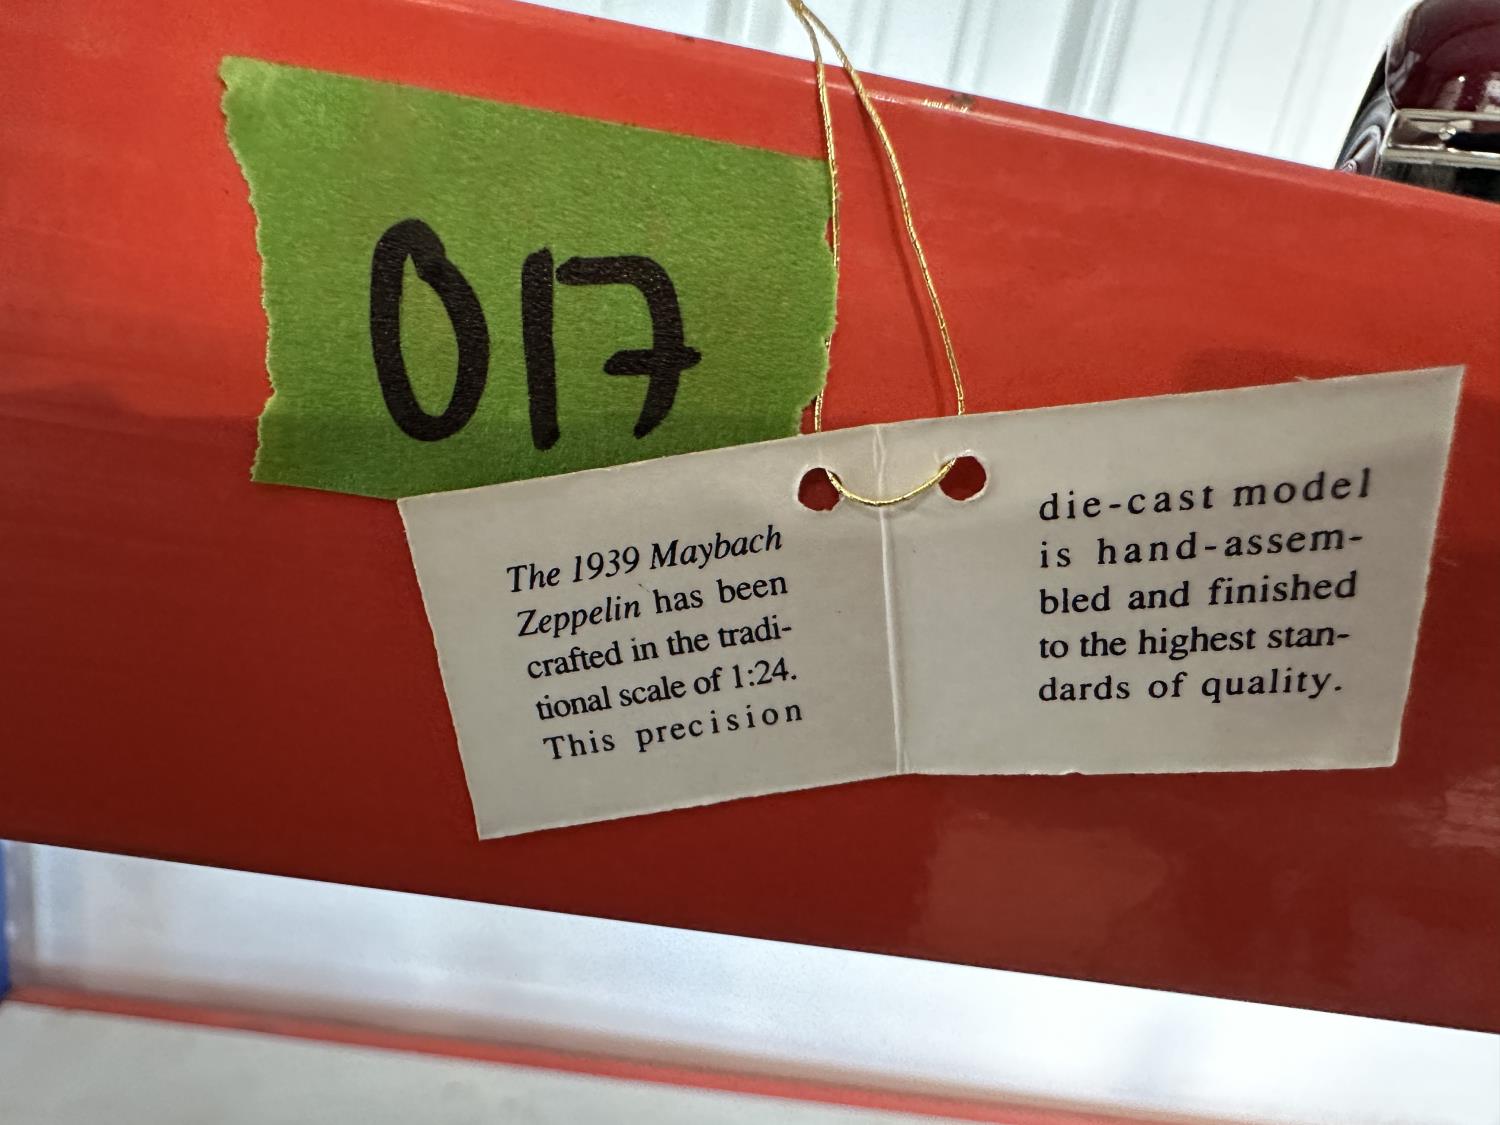 017
The 1939 Maybach
Zeppelin has been
crafted in the tradi-
tional scale of 1:24.
This precision
die-cast model
is hand-assem-
bled and finished
to the highest stan-
dards of quality.